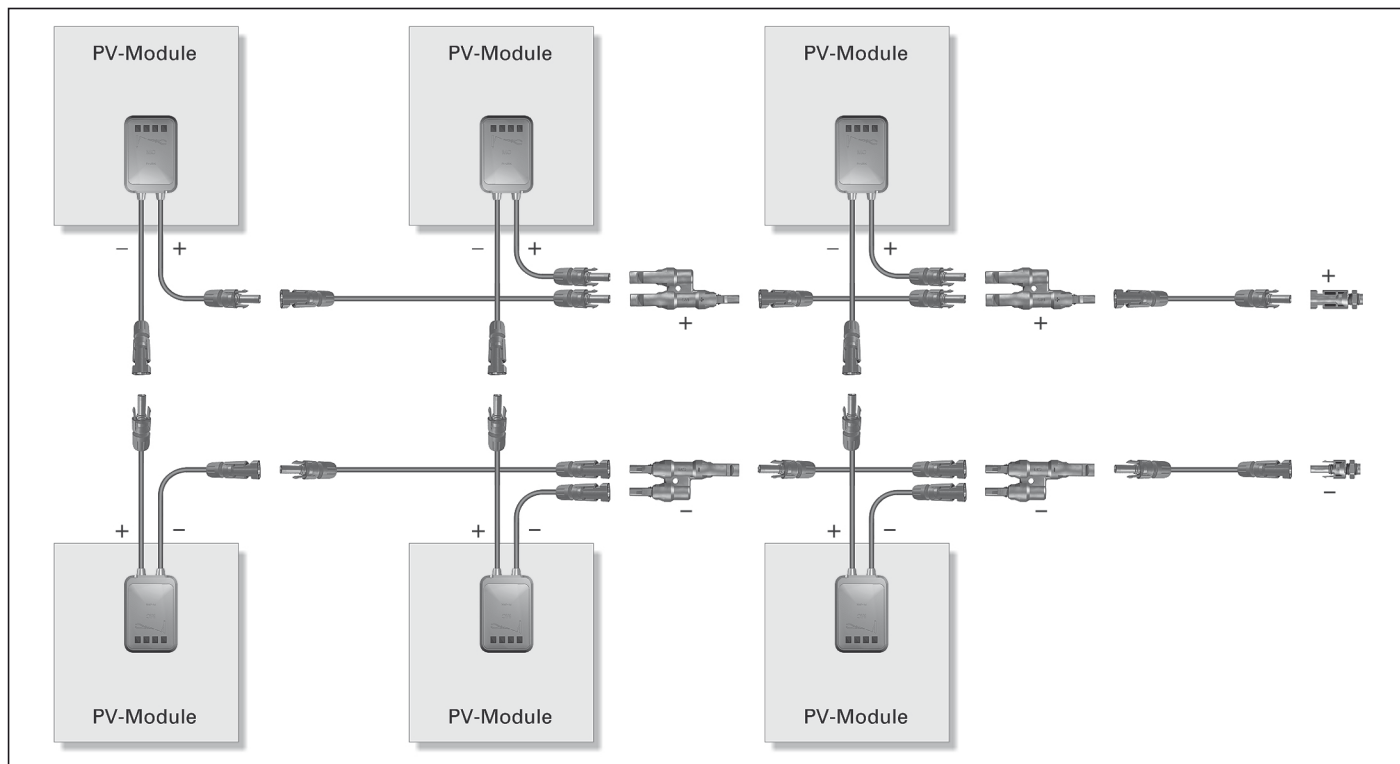 PV-Module PV-Module PV-Module
– + – + – +
+
+ +
– –
–
+ – + – + –
PV-Module PV-Module PV-Module